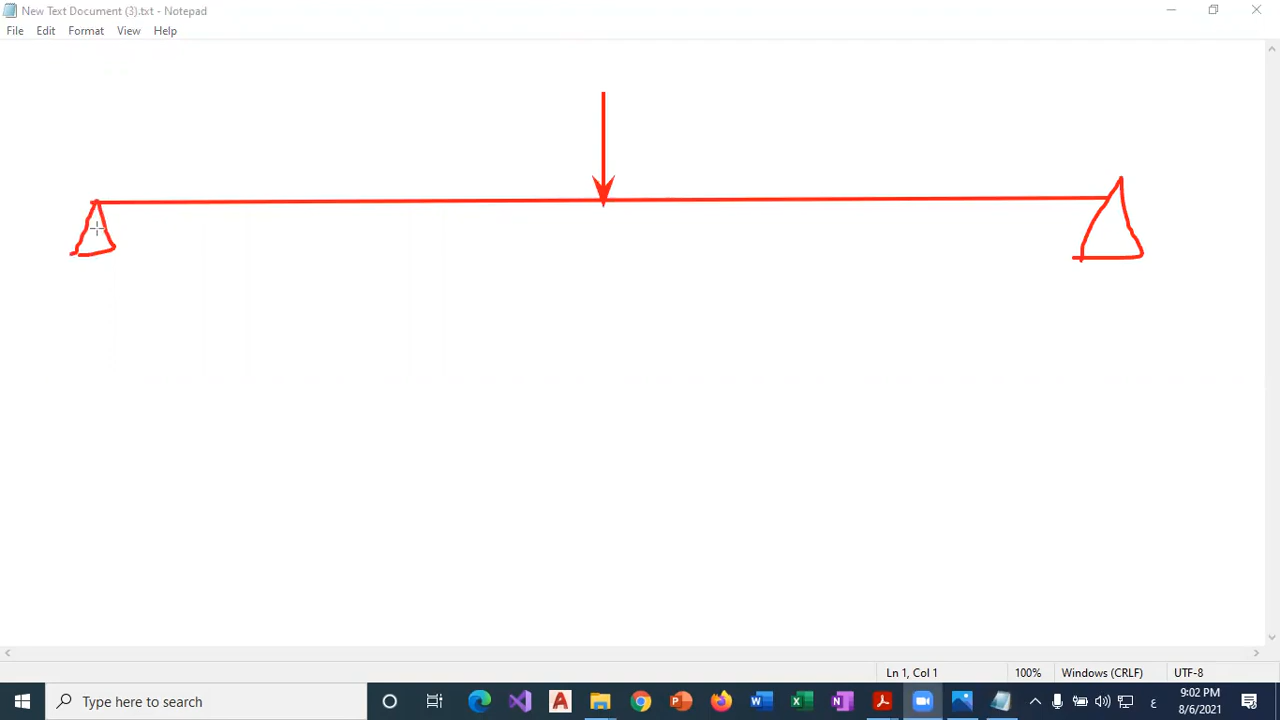 New Text Document (3).txt - Notepad
File Edit Format View Help
Ln 1, Col 1 100% Windows (CRLF) UTF-8
Type here to search
ع 9:02 PM
8/6/2021